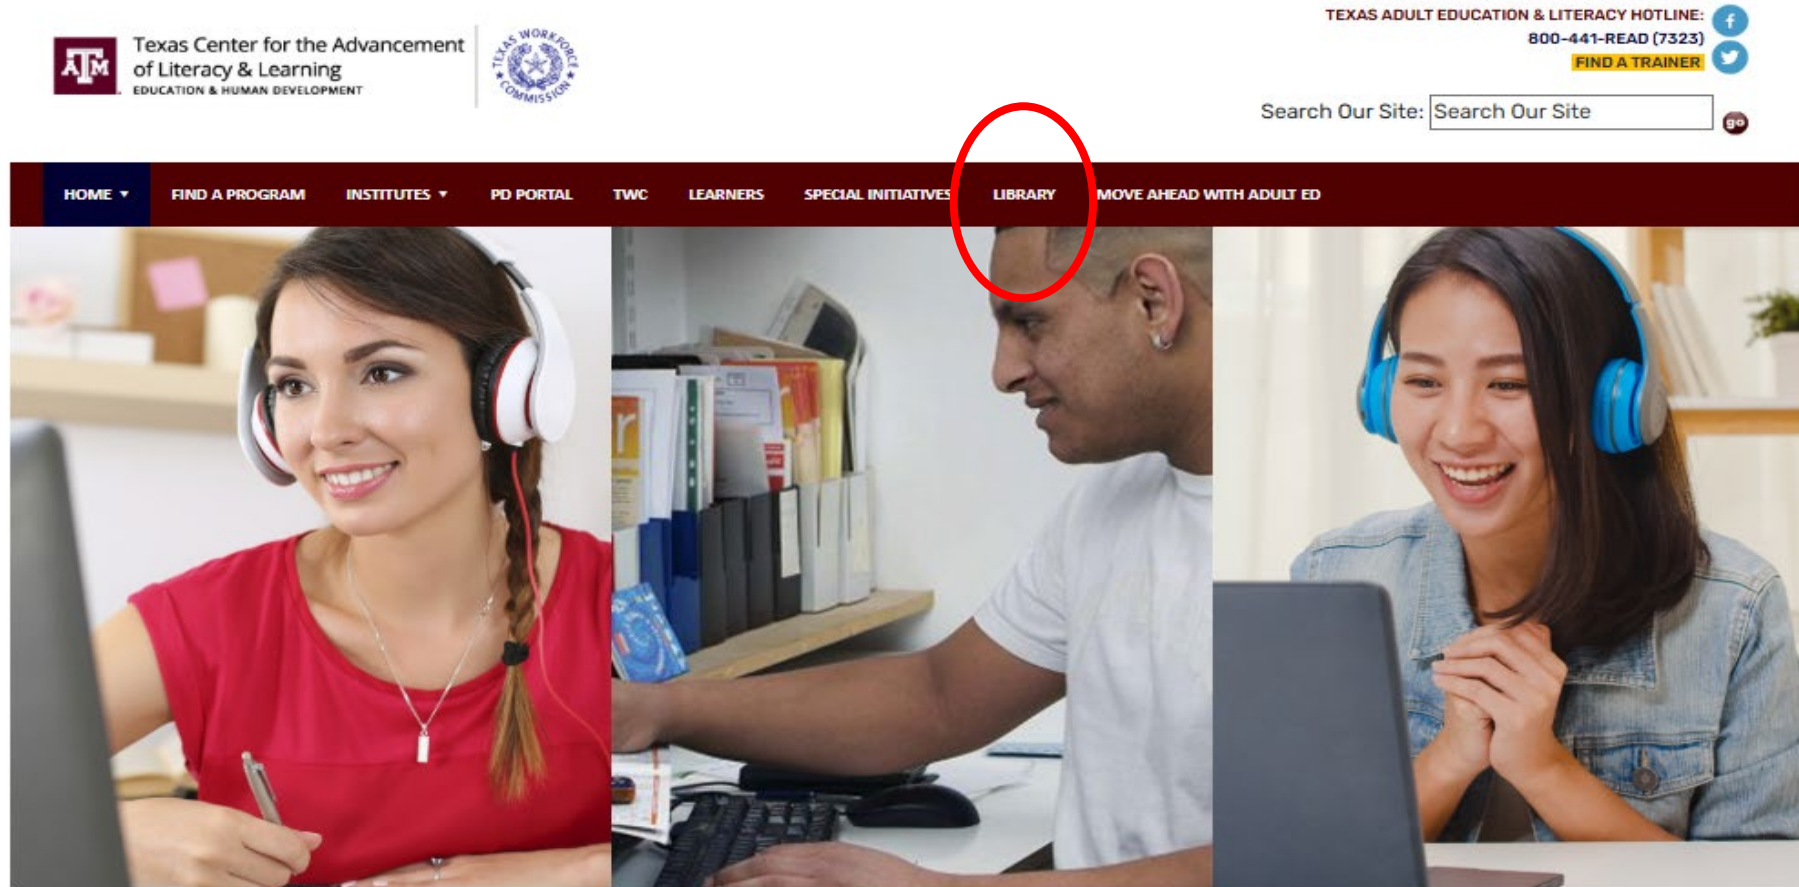 TEXAS ADULT EDUCATION & LITERACY HOTLINE:
800-441-READ (7323)
FIND A TRAINER
ĀM
Texas Center for the Advancement
of Literacy & Learning
EDUCATION & HUMAN DEVELOPMENT
TEXAS WORKFORCE COMMISSION
Search Our Site: Search Our Site
go
HOME ▼ FIND A PROGRAM INSTITUTES ▼ PD PORTAL TWC LEARNERS SPECIAL INITIATIVES LIBRARY MOVE AHEAD WITH ADULT ED